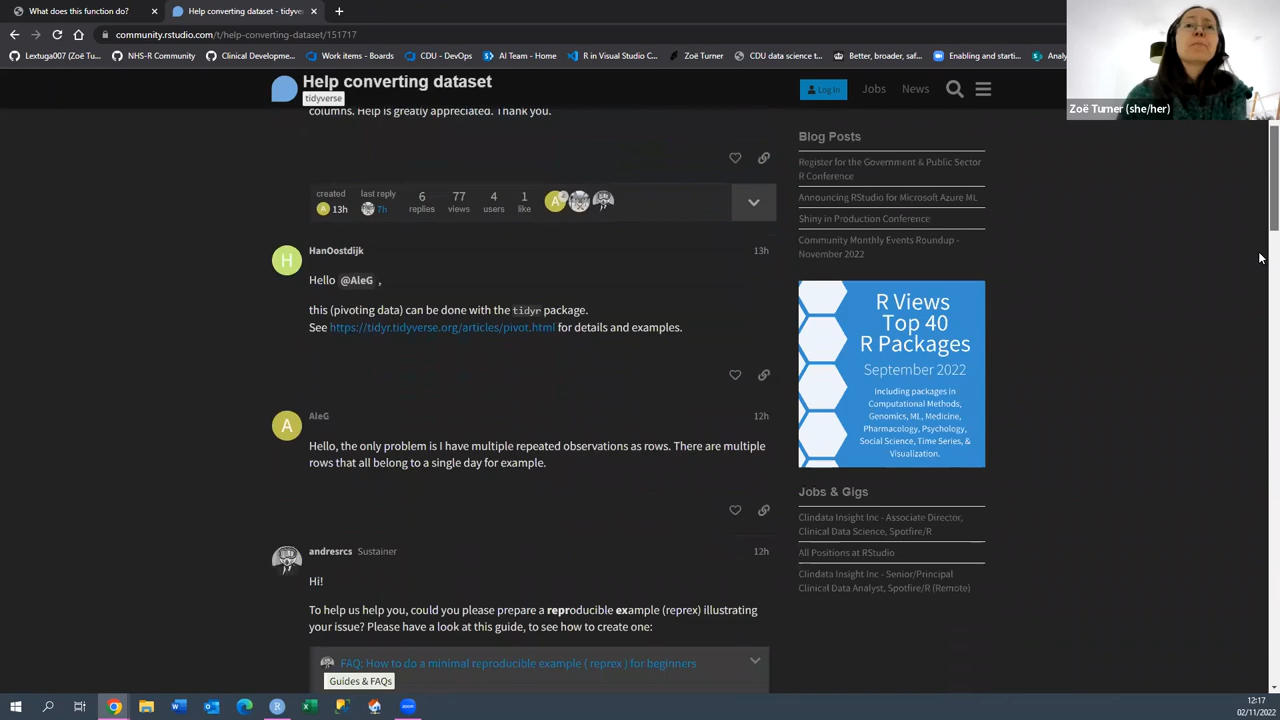 What does this function do?
Help converting dataset - tidyver
community.rstudio.com/t/help-converting-dataset/151717
Lextuga007 (Zoë Tur
NHS-R Community
Clinical Developme...
Work items - Boards
CDU - DevOps
AI Team - Home
R in Visual Studio C...
Zoë Turner
CDU data science t...
Better, broader, saf...
Enabling and starti...
Analy
Zoë Turner (she/her)
Help converting dataset
tidyverse
Log In
Jobs
News
columns. Help is greatly appreciated. Thank you.
created
last reply
6
77
4
1
A 13h
7h
replies
views
users
like
A
2
HanOostdijk
13h
H
Hello @AleG ,
this (pivoting data) can be done with the tidyr package.
See https://tidyr.tidyverse.org/articles/pivot.html for details and examples.
AleG
12h
A
Hello, the only problem is I have multiple repeated observations as rows. There are multiple
rows that all belong to a single day for example.
andresrcs Sustainer
12h
Hi!
To help us help you, could you please prepare a reproducible example (reprex) illustrating
your issue? Please have a look at this guide, to see how to create one:
FAQ: How to do a minimal reproducible example ( reprex ) for beginners
Guides & FAQs
Blog Posts
Register for the Government & Public Sector
R Conference
Announcing RStudio for Microsoft Azure ML
Shiny in Production Conference
Community Monthly Events Roundup -
November 2022
R Views
Top 40
R Packages
September 2022
Including packages in
Computational Methods,
Genomics, ML, Medicine,
Pharmacology, Psychology,
Social Science, Time Series, &
Visualization.
Jobs & Gigs
Clindata Insight Inc - Associate Director,
Clinical Data Science, Spotfire/R
All Positions at RStudio
Clindata Insight Inc - Senior/Principal
Clinical Data Analyst, Spotfire/R (Remote)
12:17
02/11/2022